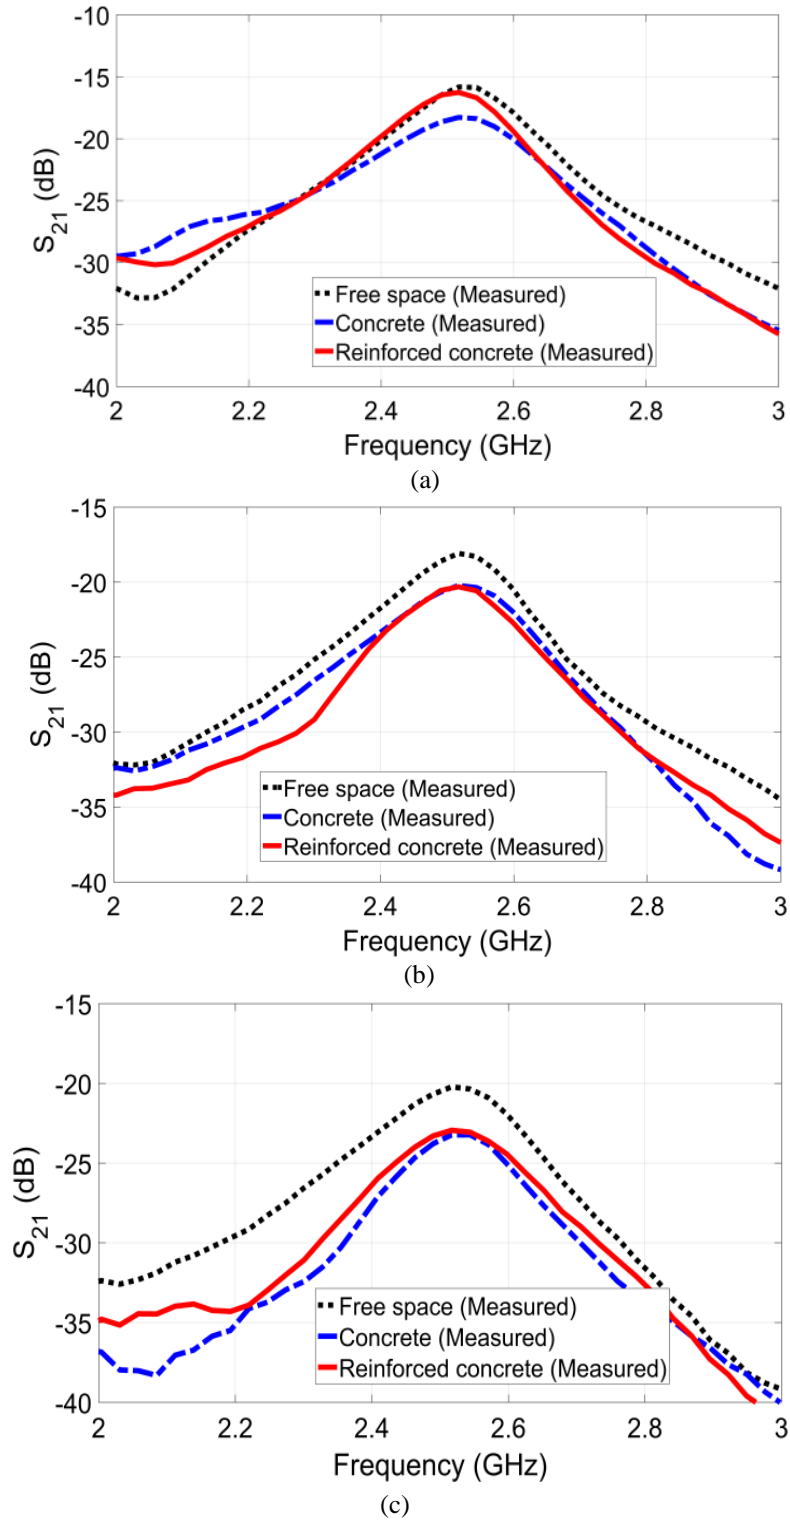 -10
-15
-20
-25
-30
-35
-40
S21 (dB)
Free space (Measured)
Concrete (Measured)
Reinforced concrete (Measured)
2 2.2 2.4 2.6 2.8 3
Frequency (GHz)
(a)
-15
-20
-25
-30
-35
-40
S21 (dB)
Free space (Measured)
Concrete (Measured)
Reinforced concrete (Measured)
2 2.2 2.4 2.6 2.8 3
Frequency (GHz)
(b)
-15
-20
-25
-30
-35
-40
S21 (dB)
Free space (Measured)
Concrete (Measured)
Reinforced concrete (Measured)
2 2.2 2.4 2.6 2.8 3
Frequency (GHz)
(c)